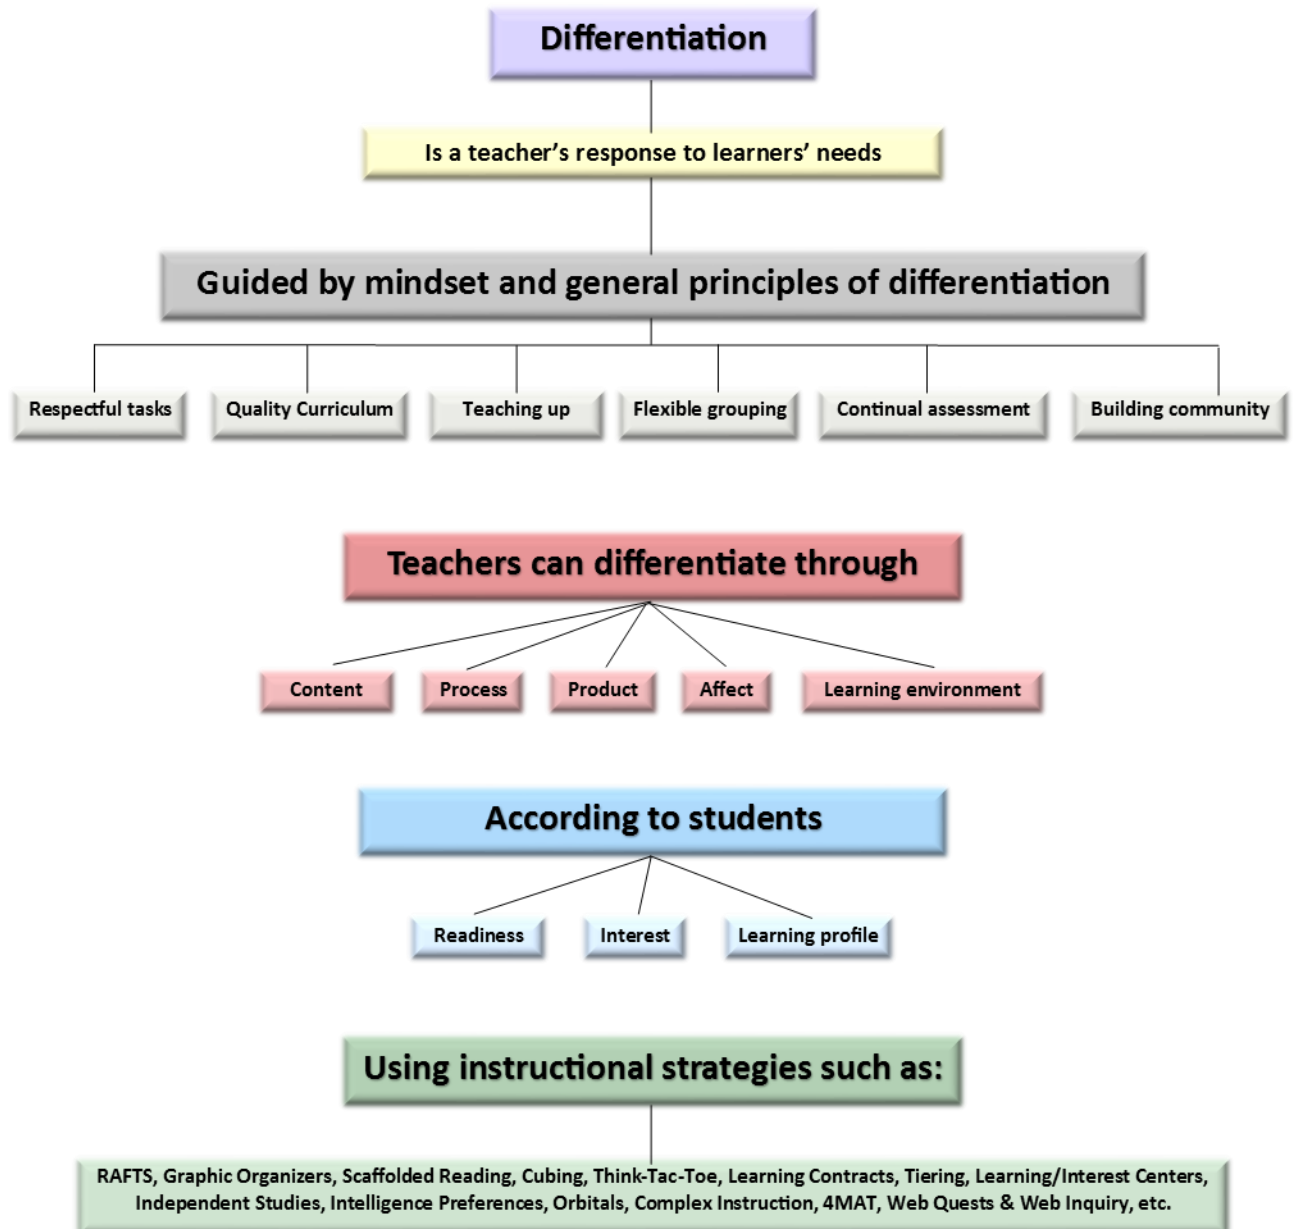 Differentiation
Is a teacher’s response to learners’ needs
Guided by mindset and general principles of differentiation
Respectful tasks
Quality Curriculum
Teaching up
Flexible grouping
Continual assessment
Building community
Teachers can differentiate through
Content
Process
Product
Affect
Learning environment
According to students
Readiness
Interest
Learning profile
Using instructional strategies such as:
RAFTS, Graphic Organizers, Scaffolded Reading, Cubing, Think-Tac-Toe, Learning Contracts, Tiering, Learning/Interest Centers,
Independent Studies, Intelligence Preferences, Orbitals, Complex Instruction, 4MAT, Web Quests & Web Inquiry, etc.